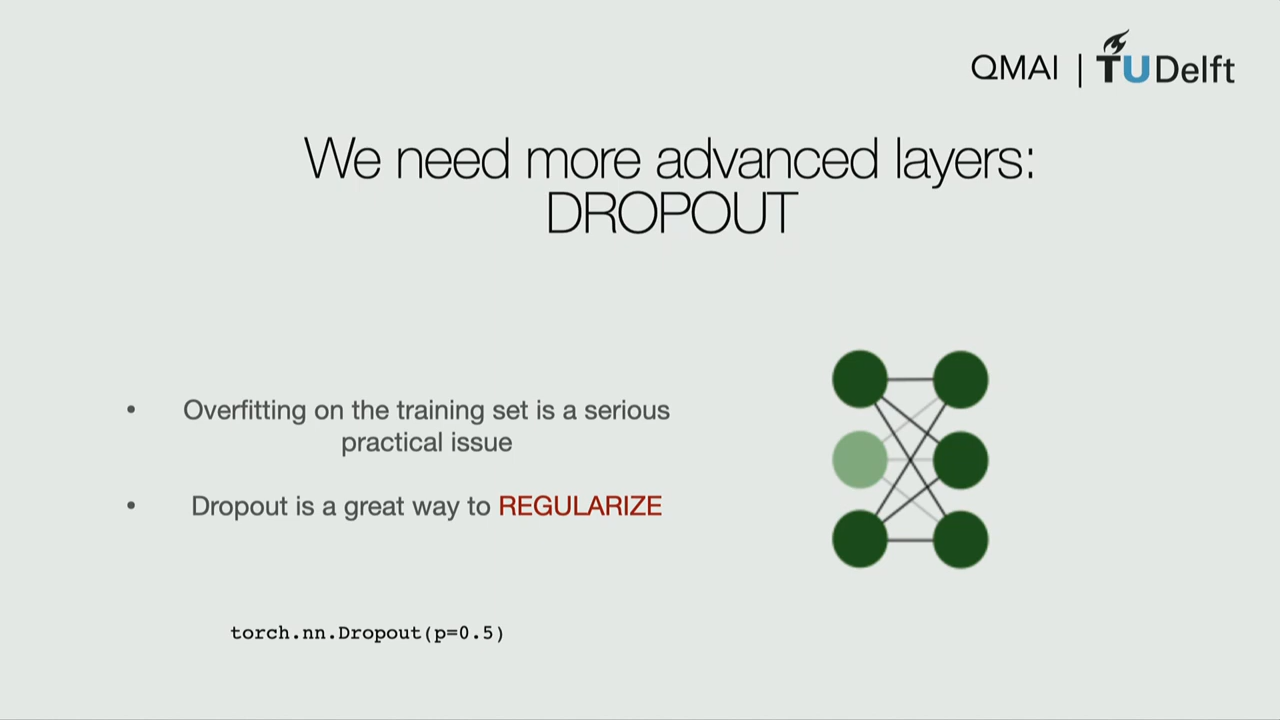 QMAI | TUDelft
We need more advanced layers:
DROPOUT
• Overfitting on the training set is a serious
practical issue
• Dropout is a great way to REGULARIZE
torch.nn.Dropout(p=0.5)